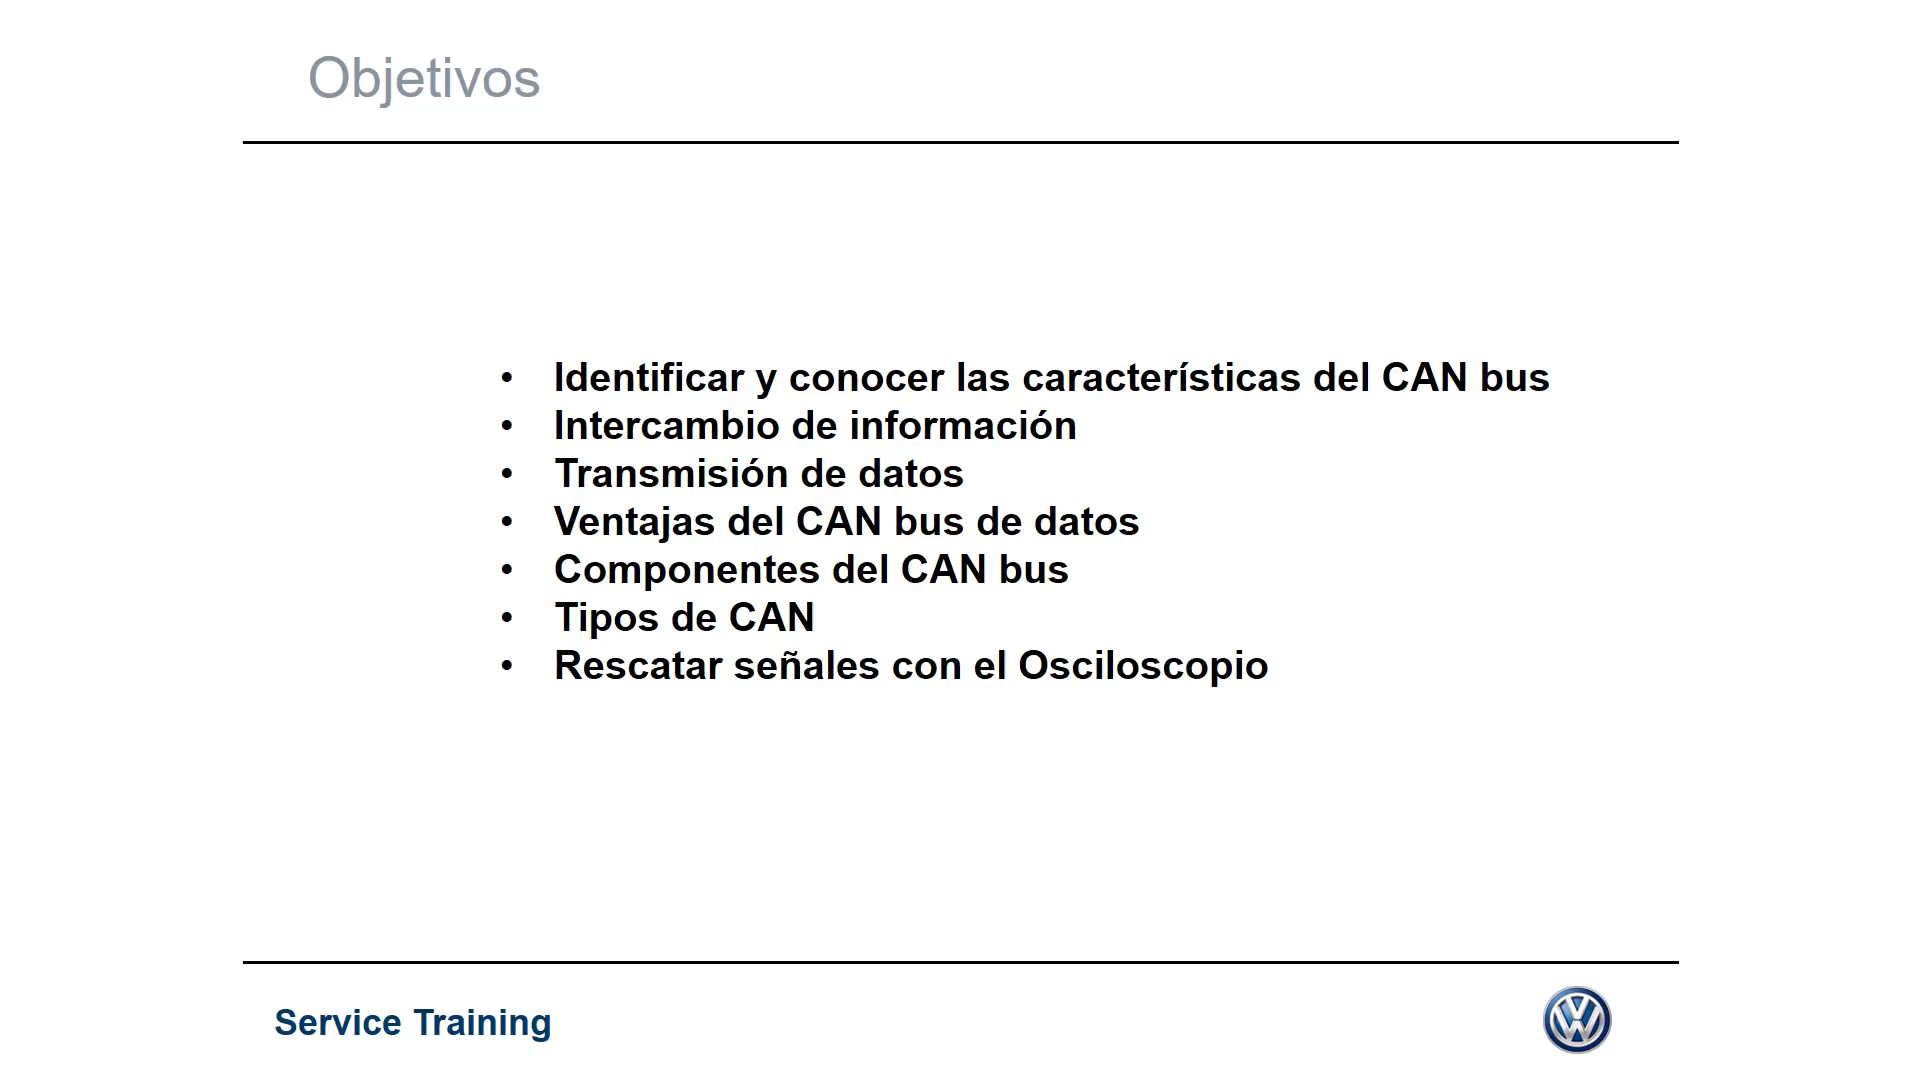 Objetivos
• Identificar y conocer las características del CAN bus
• Intercambio de información
• Transmisión de datos
• Ventajas del CAN bus de datos
• Componentes del CAN bus
• Tipos de CAN
• Rescatar señales con el Osciloscopio
Service Training